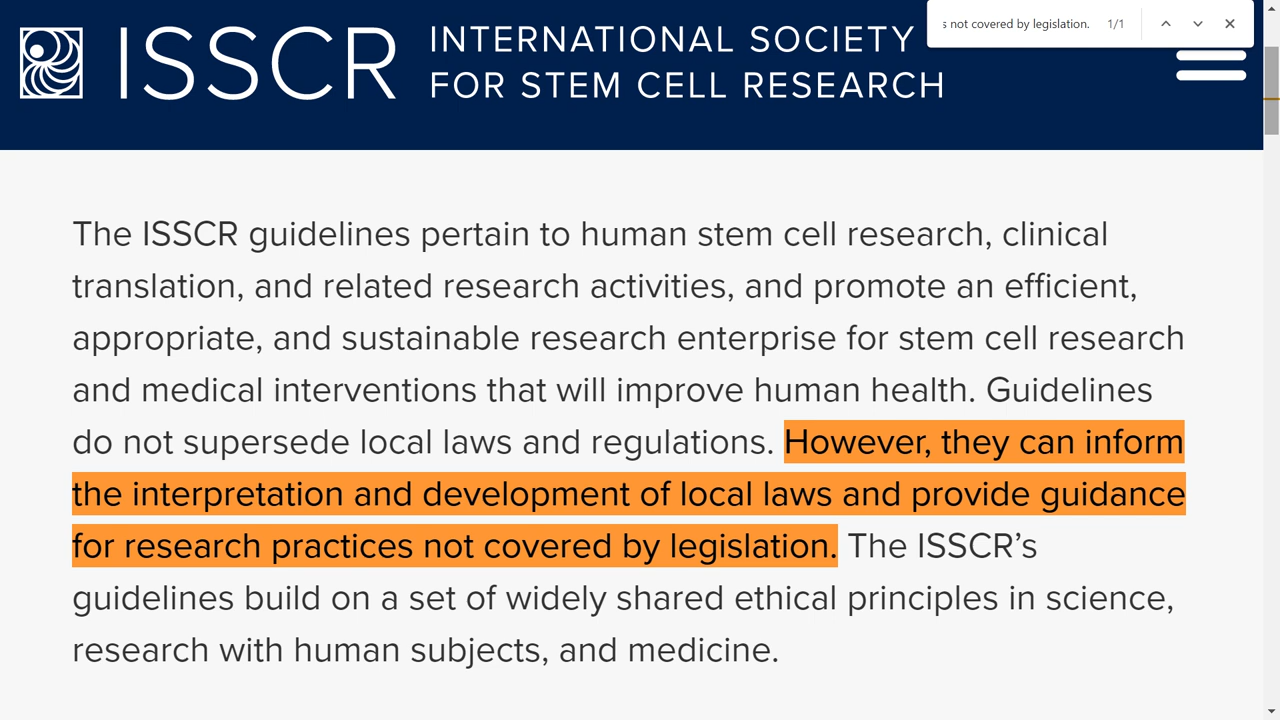 ISSCR
INTERNATIONAL SOCIETY
FOR STEM CELL RESEARCH
s not covered by legislation.
1/1
The ISSCR guidelines pertain to human stem cell research, clinical
translation, and related research activities, and promote an efficient,
appropriate, and sustainable research enterprise for stem cell research
and medical interventions that will improve human health. Guidelines
do not supersede local laws and regulations. However, they can inform
the interpretation and development of local laws and provide guidance
for research practices not covered by legislation. The ISSCR’s
guidelines build on a set of widely shared ethical principles in science,
research with human subjects, and medicine.